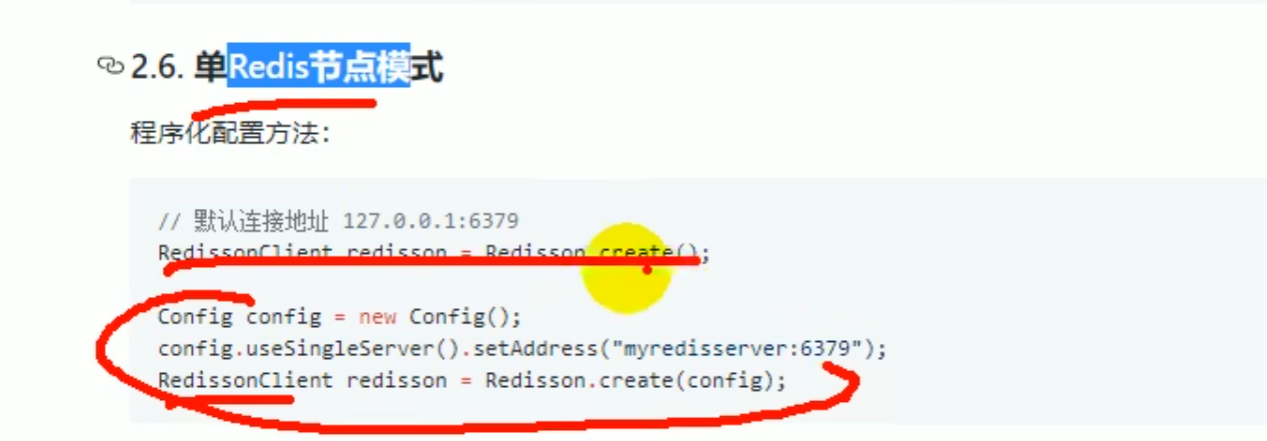 2.6. 单Redis节点模式
程序化配置方法：
// 默认连接地址 127.0.0.1:6379
RedissonClient redisson = Redisson.create();
Config config = new Config();
config.useSingleServer().setAddress("myredisserver:6379");
RedissonClient redisson = Redisson.create(config);